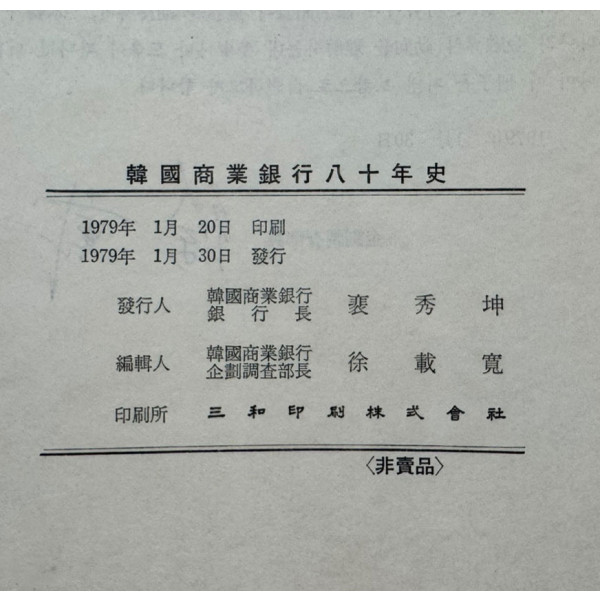 韓國商業銀行八十年史
1979年 1月 20日 印刷
1979年 1月 30日 發行
發行人 韓國商業銀行 銀行長 裵秀坤
編輯人 韓國商業銀行 企劃調査部長 徐載寬
印刷所 三和印刷株式會社
〈非賣品〉